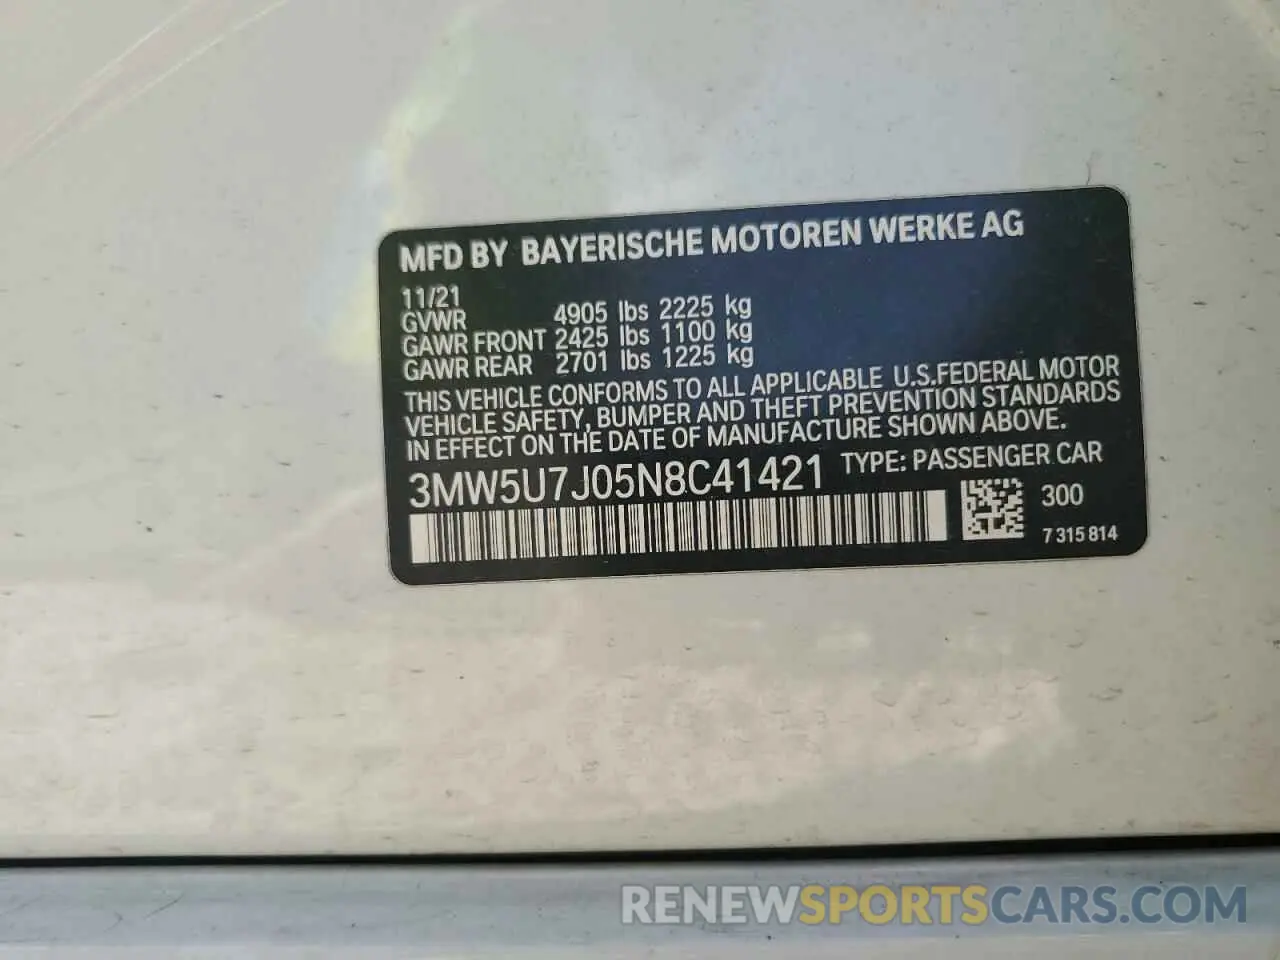 MFD BY BAYERISCHE MOTOREN WERKE AG
11/21
GVWR 4905 lbs 2225 kg
GAWR FRONT 2425 lbs 1100 kg
GAWR REAR 2701 lbs 1225 kg
THIS VEHICLE CONFORMS TO ALL APPLICABLE U.S.FEDERAL MOTOR
VEHICLE SAFETY, BUMPER AND THEFT PREVENTION STANDARDS
IN EFFECT ON THE DATE OF MANUFACTURE SHOWN ABOVE.
3MW5U7J05N8C41421 TYPE: PASSENGER CAR
300
7 315 814
RENEWSPORTSCARS.COM